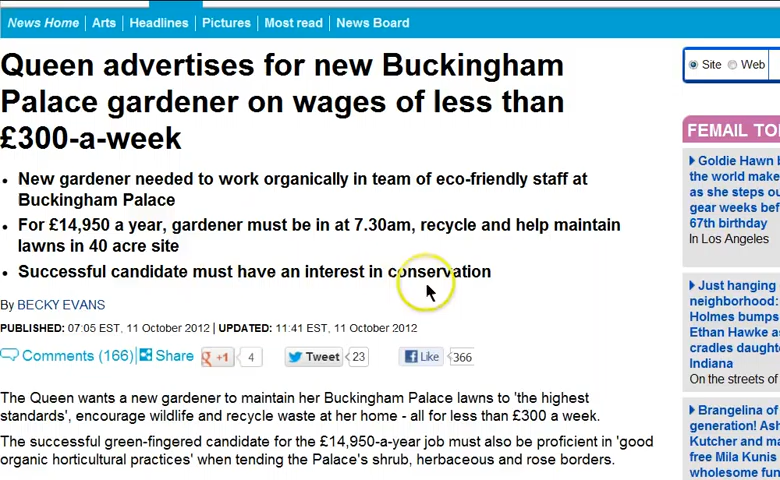 News Home | Arts | Headlines | Pictures | Most read | News Board
Queen advertises for new Buckingham
Palace gardener on wages of less than
£300-a-week
• New gardener needed to work organically in team of eco-friendly staff at
Buckingham Palace
• For £14,950 a year, gardener must be in at 7.30am, recycle and help maintain
lawns in 40 acre site
• Successful candidate must have an interest in conservation
By BECKY EVANS
PUBLISHED: 07:05 EST, 11 October 2012 | UPDATED: 11:41 EST, 11 October 2012
Comments (166) | Share
+1 4
Tweet 23
Like 366
The Queen wants a new gardener to maintain her Buckingham Palace lawns to 'the highest
standards', encourage wildlife and recycle waste at her home - all for less than £300 a week.
The successful green-fingered candidate for the £14,950-a-year job must also be proficient in 'good
organic horticultural practices' when tending the Palace's shrub, herbaceous and rose borders.
Site Web
FEMAIL TO
Goldie Hawn
the world make
as she steps ou
gear weeks bef
67th birthday
In Los Angeles
Just hanging
neighborhood:
Holmes bumps
Ethan Hawke as
cradles daught
Indiana
On the streets of
Brangelina of
generation! Ash
Kutcher and ma
free Mila Kunis
wholesome fun